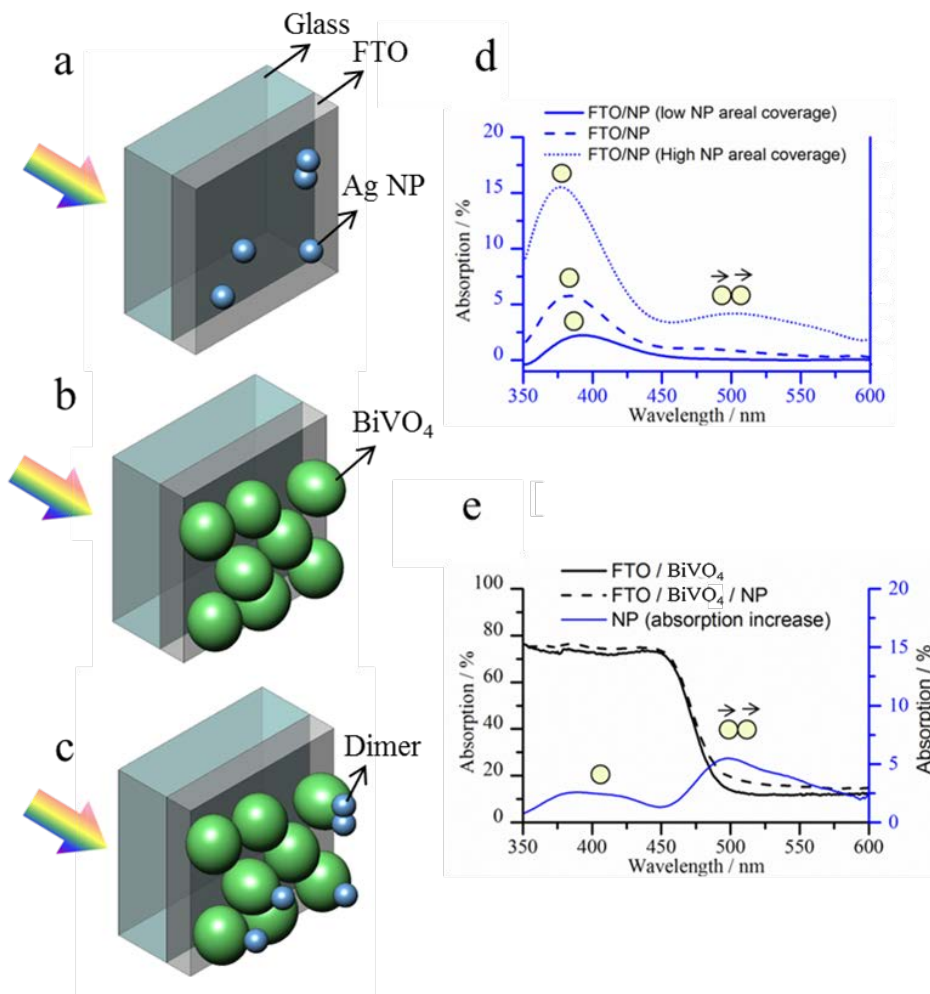 a
Glass
FTO
Ag NP
b
BiVO4
c
Dimer
d
FTO/NP (low NP areal coverage)
FTO/NP
FTO/NP (High NP areal coverage)
Absorption / %
20
15
10
5
0
350 400 450 500 550 600
Wavelength / nm
e
FTO / BiVO4
FTO / BiVO4 / NP
NP (absorption increase)
Absorption / %
100
80
60
40
20
0
20
15
10
5
0
Absorption / %
Absorption / %
350 400 450 500 550 600
Wavelength / nm